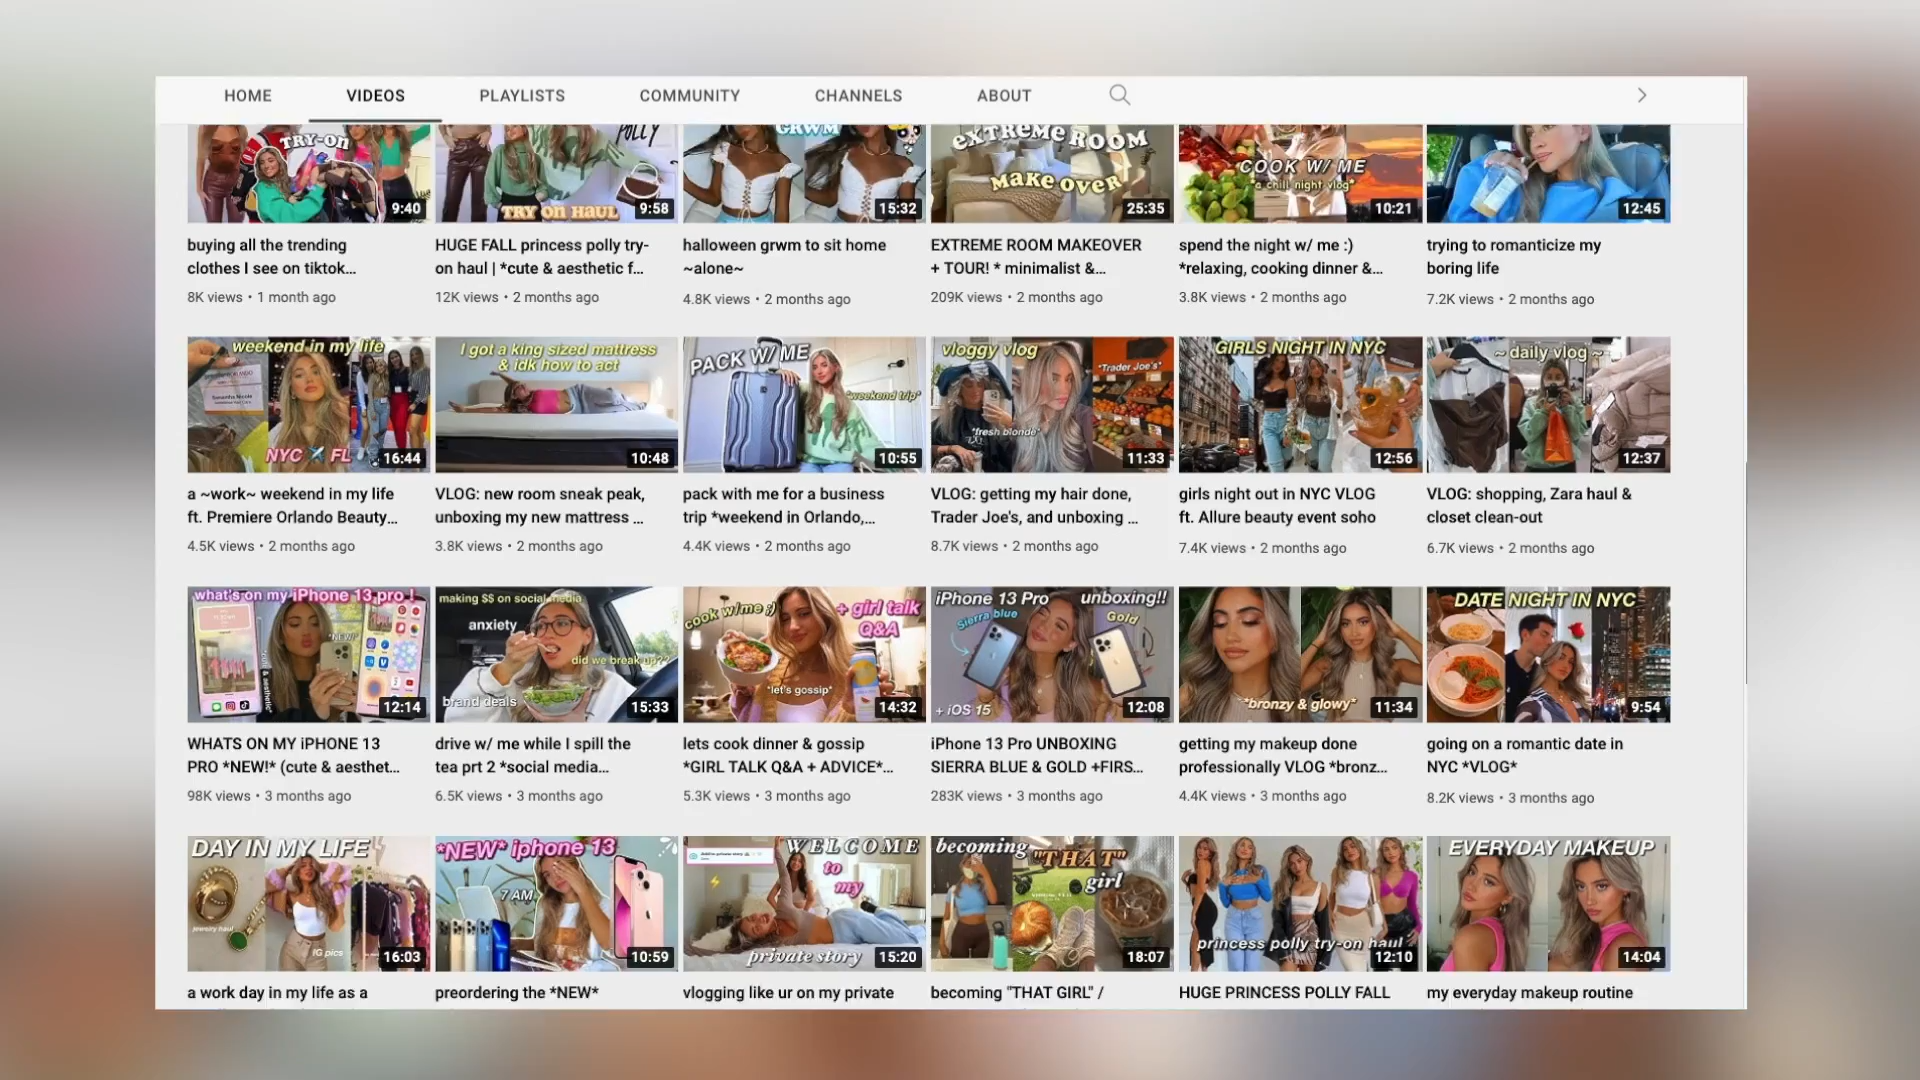 HOME VIDEOS PLAYLISTS COMMUNITY CHANNELS ABOUT
TRY-ON
9:40
POLLY
TRY ON HAUL
9:58
GRWM
15:32
EXTREME ROOM
MAKE OVER
25:35
COOK W/ ME
*a chill night vlog*
10:21
12:45
buying all the trending
clothes I see on tiktok...
8K views • 1 month ago
HUGE FALL princess polly try-
on haul | *cute & aesthetic f...
12K views • 2 months ago
halloween grwm to sit home
~alone~
4.8K views • 2 months ago
EXTREME ROOM MAKEOVER
+ TOUR! * minimalist &...
209K views • 2 months ago
spend the night w/ me :)
*relaxing, cooking dinner &...
3.8K views • 2 months ago
trying to romanticize my
boring life
7.2K views • 2 months ago
weekend in my life
NYC FL
16:44
I got a king sized mattress
& idk how to act
10:48
PACK W/ ME
*weekend trip*
10:55
vloggy vlog
*Trader Joe's*
*fresh blonde*
11:33
GIRLS NIGHT IN NYC
12:56
~ daily vlog ~
12:37
a ~work~ weekend in my life
ft. Premiere Orlando Beauty...
4.5K views • 2 months ago
VLOG: new room sneak peak,
unboxing my new mattress ...
3.8K views • 2 months ago
pack with me for a business
trip *weekend in Orlando,...
4.4K views • 2 months ago
VLOG: getting my hair done,
Trader Joe's, and unboxing ...
8.7K views • 2 months ago
girls night out in NYC VLOG
ft. Allure beauty event soho
7.4K views • 2 months ago
VLOG: shopping, Zara haul &
closet clean-out
6.7K views • 2 months ago
what's on my iPhone 13 pro !
*NEW!*
cute & aesthetic*
12:14
making $$ on social media
anxiety
did we break up??
brand deals
15:33
cook w/me ;)
+ girl talk
Q&A
*let's gossip*
14:32
iPhone 13 Pro unboxing!!
Sierra blue
Gold
+ iOS 15
12:08
*bronzy & glowy*
11:34
DATE NIGHT IN NYC
9:54
WHATS ON MY iPHONE 13
PRO *NEW!* (cute & aesthet...
98K views • 3 months ago
drive w/ me while I spill the
tea prt 2 *social media...
6.5K views • 3 months ago
lets cook dinner & gossip
*GIRL TALK Q&A + ADVICE*...
5.3K views • 3 months ago
iPhone 13 Pro UNBOXING
SIERRA BLUE & GOLD +FIRS...
283K views • 3 months ago
getting my makeup done
professionally VLOG *bronz...
4.4K views • 3 months ago
going on a romantic date in
NYC *VLOG*
8.2K views • 3 months ago
DAY IN MY LIFE
jewelry haul
IG pics
16:03
*NEW* iphone 13
7 AM
10:59
WELCOME
to
my
private story
15:20
becoming "THAT"
girl
18:07
princess polly try-on haul
12:10
EVERYDAY MAKEUP
14:04
a work day in my life as a
preordering the *NEW*
vlogging like ur on my private
becoming "THAT GIRL" /
HUGE PRINCESS POLLY FALL
my everyday makeup routine